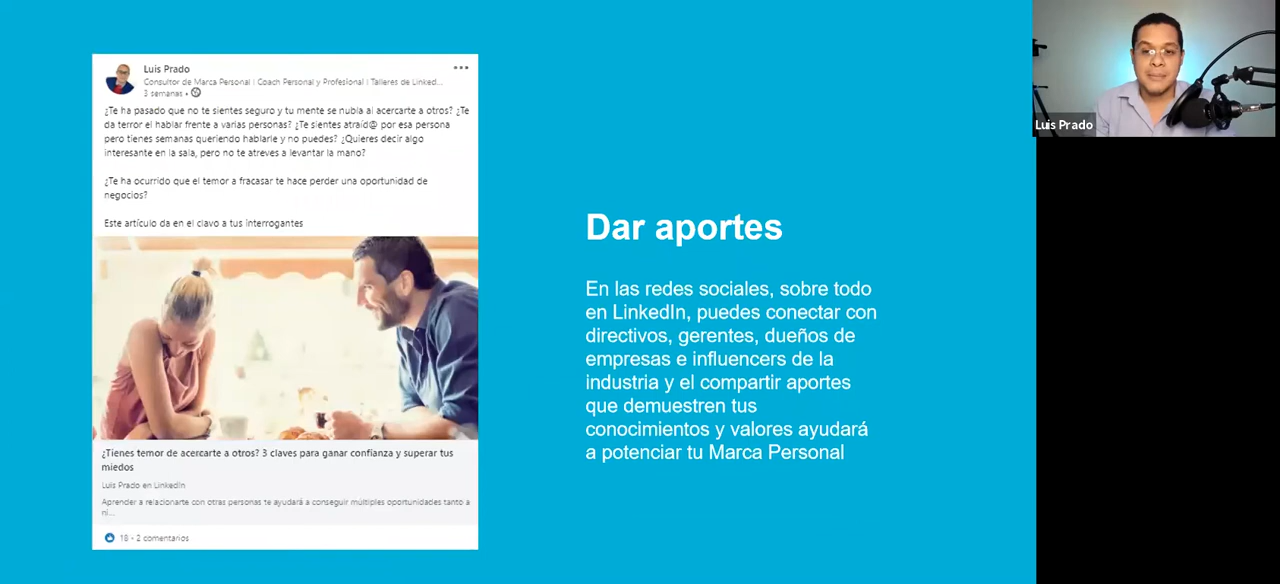 Luis Prado
Consultor de Marca Personal | Coach Personal y Profesional | Talleres de Linked...
3 semanas •
¿Te ha pasado que no te sientes seguro y tu mente se nubla al acercarte a otros? ¿Te
da terror el hablar frente a varias personas? ¿Te sientes atraíd@ por esa persona
pero tienes semanas queriendo hablarle y no puedes? ¿Quieres decir algo
interesante en la sala, pero no te atreves a levantar la mano?
¿Te ha ocurrido que el temor a fracasar te hace perder una oportunidad de
negocios?
Este artículo da en el clavo a tus interrogantes
¿Tienes temor de acercarte a otros? 3 claves para ganar confianza y superar tus
miedos
Luis Prado en LinkedIn
Aprender a relacionarte con otras personas te ayudará a conseguir múltiples oportunidades tanto a
ni...
18 • 2 comentarios
Dar aportes
En las redes sociales, sobre todo
en LinkedIn, puedes conectar con
directivos, gerentes, dueños de
empresas e influencers de la
industria y el compartir aportes
que demuestren tus
conocimientos y valores ayudará
a potenciar tu Marca Personal
Luis Prado